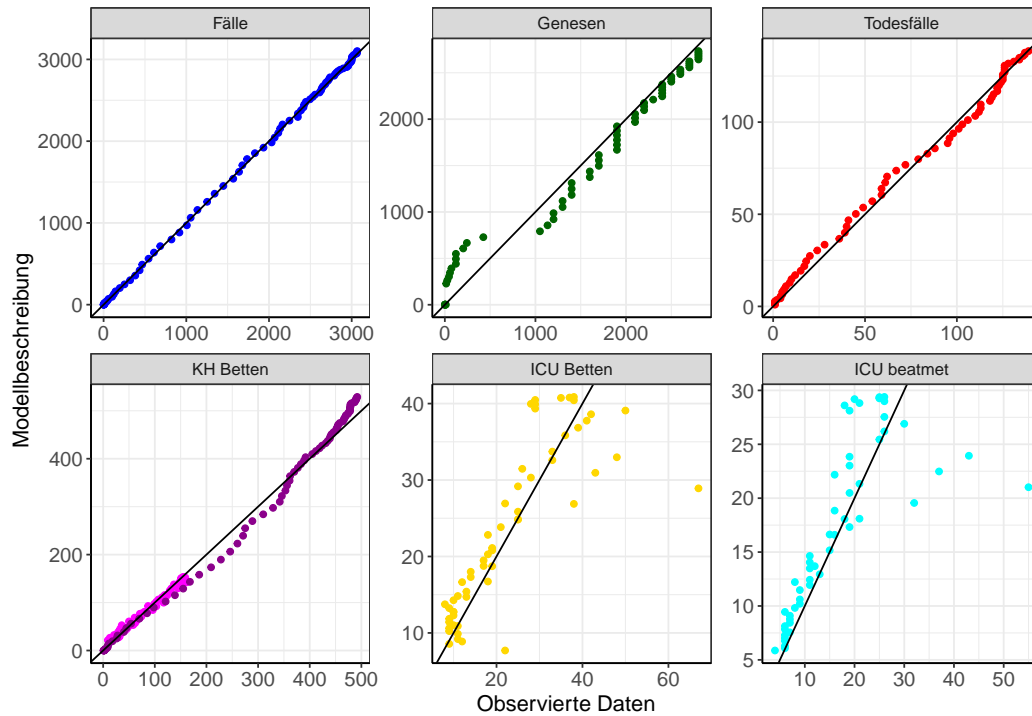 Fälle
Genesen
Todesfälle
3000
2000
1000
0
0 1000 2000 3000
2000
1000
0
0 1000 2000
100
50
0
0 50 100
KH Betten
ICU Betten
ICU beatmet
400
200
0
0 100 200 300 400 500
40
30
20
10
20 40 60
30
25
20
15
10
5
10 20 30 40 50
Modellbeschreibung
Observierte Daten